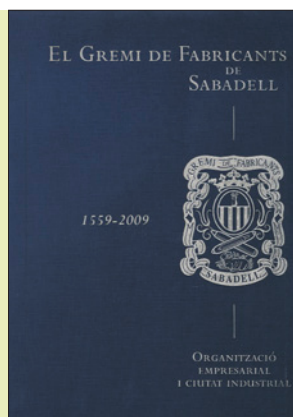 EL GREMI DE FABRICANTS
DE
SABADELL
1559-2009
GREMI DE FABRICANTS
SABADELL
ORGANITZACIÓ
EMPRESARIAL
I CIUTAT INDUSTRIAL